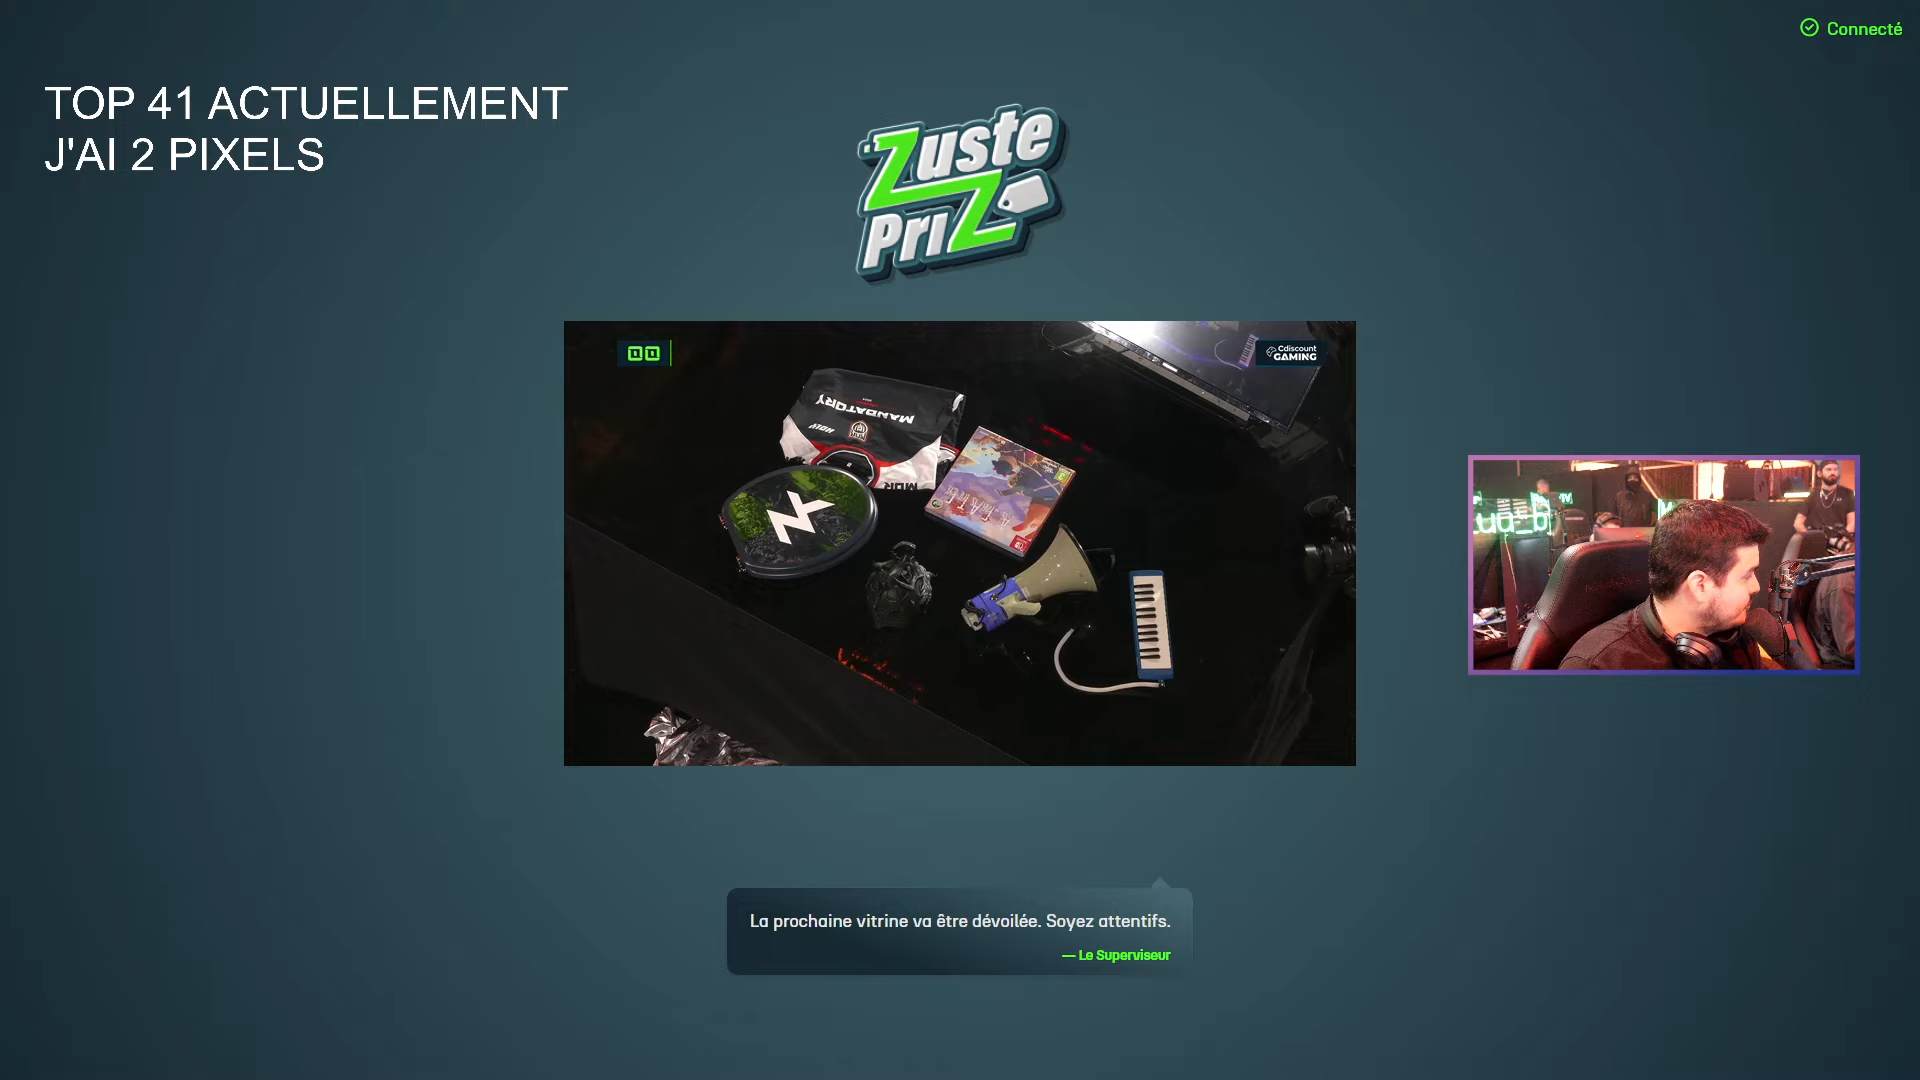 Connecté
TOP 41 ACTUELLEMENT
J'AI 2 PIXELS
Zuste
PriZ
00
Cdiscount
GAMING
MANDATORY
La prochaine vitrine va être dévoilée. Soyez attentifs.
— Le Superviseur